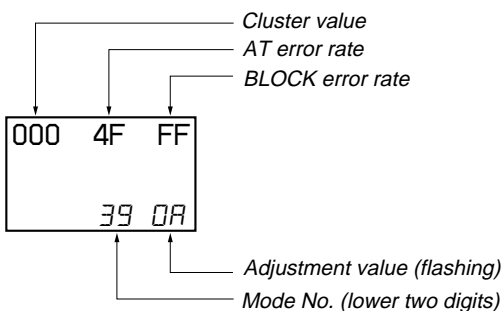 Cluster value
AT error rate
BLOCK error rate
000 4F FF
39 0A
Adjustment value (flashing)
Mode No. (lower two digits)